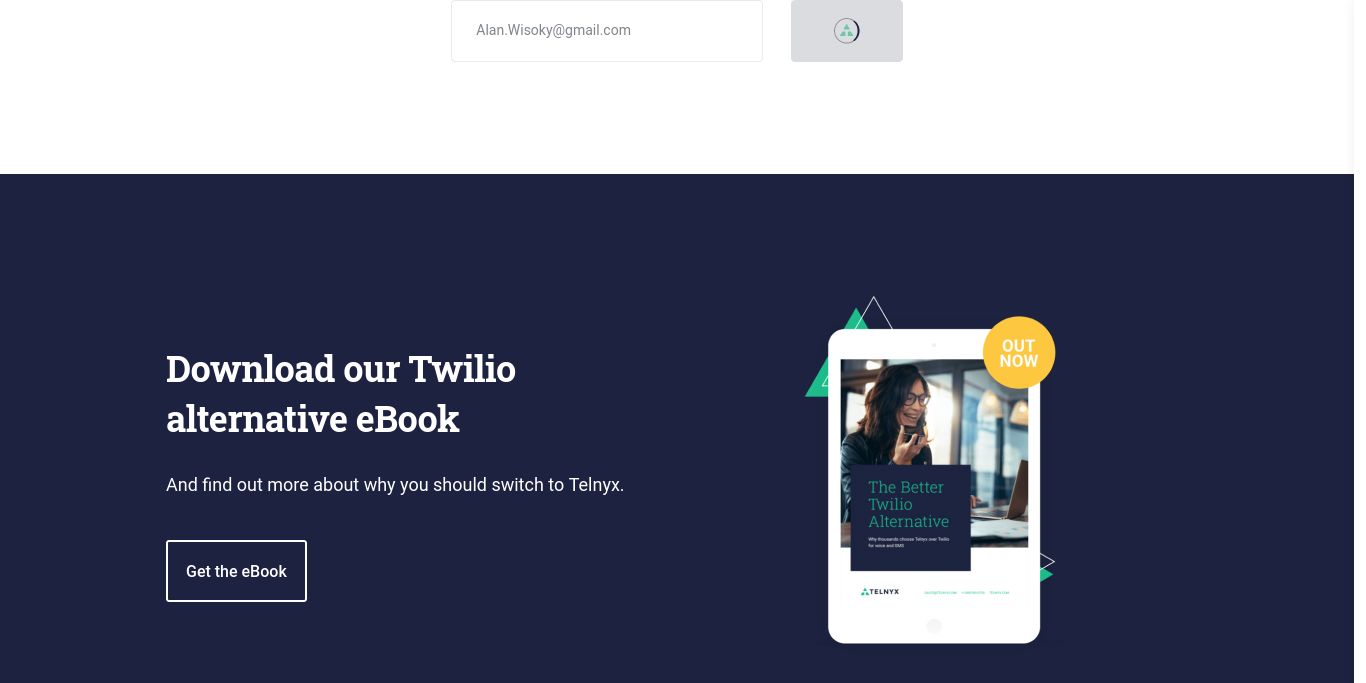 Alan.Wisoky@gmail.com
Download our Twilio
alternative eBook
And find out more about why you should switch to Telnyx.
Get the eBook
OUT
NOW
The Better
Twilio
Alternative
Why thousands choose Telnyx over Twilio
for voice and SMS
TELNYX